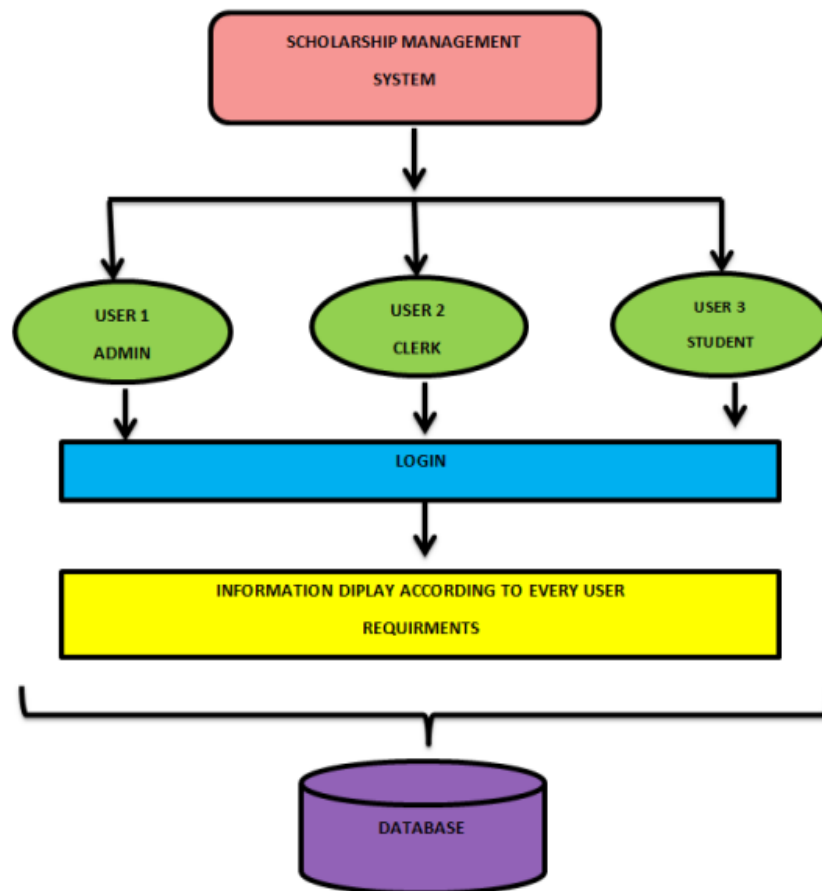 SCHOLARSHIP MANAGEMENT
SYSTEM
USER 1
ADMIN
USER 2
CLERK
USER 3
STUDENT
LOGIN
INFORMATION DIPLAY ACCORDING TO EVERY USER
REQUIRMENTS
DATABASE